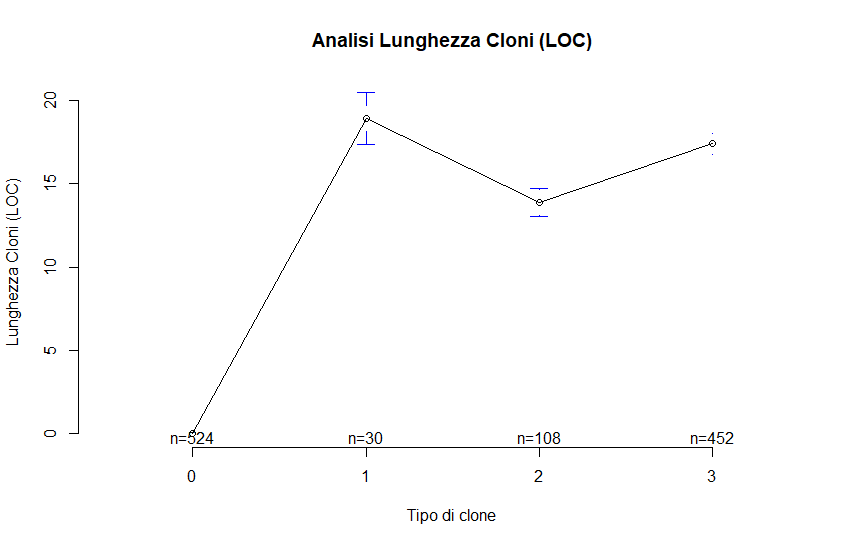 Analisi Lunghezza Cloni (LOC)
20
15
10
5
0
Lunghezza Cloni (LOC)
n=524
n=30
n=108
n=452
0
1
2
3
Tipo di clone